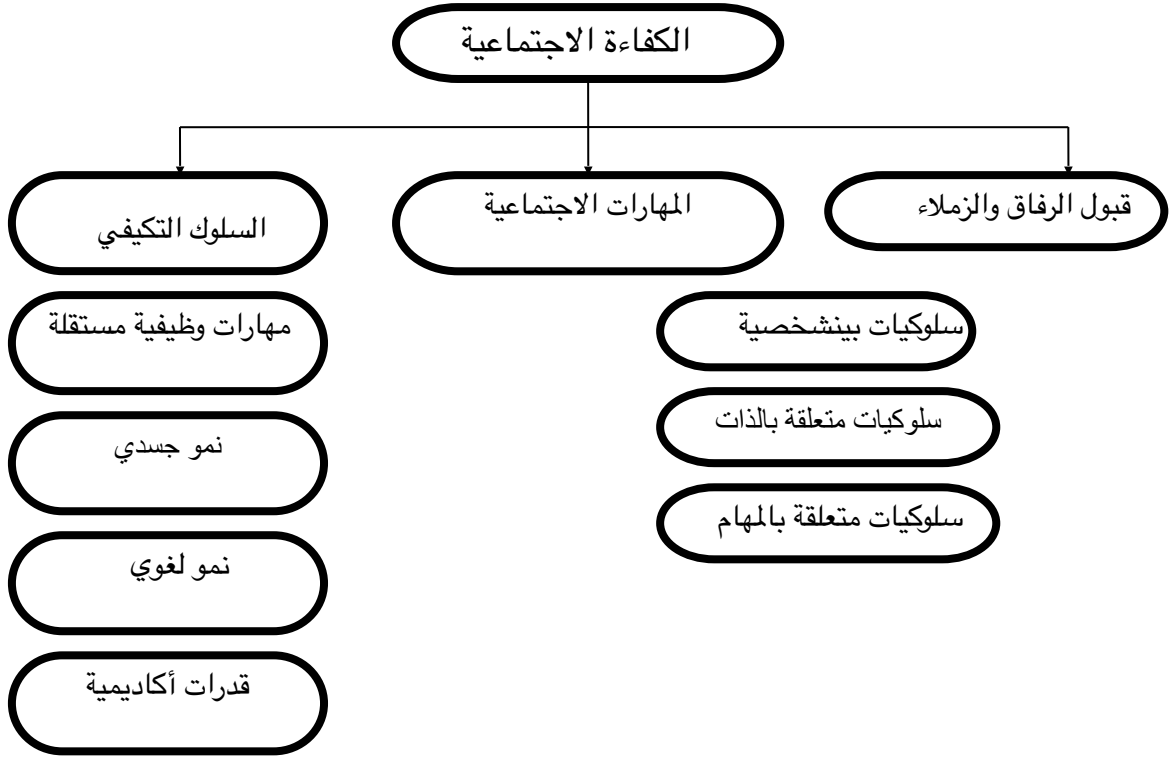 الكفاءة الاجتماعية
قبول الرفاق والزملاء
المهارات الاجتماعية
السلوك التكيفي
سلوكيات بينشخصية
سلوكيات متعلقة بالذات
سلوكيات متعلقة بالمهام
مهارات وظيفية مستقلة
نمو جسدي
نمو لغوي
قدرات أكاديمية